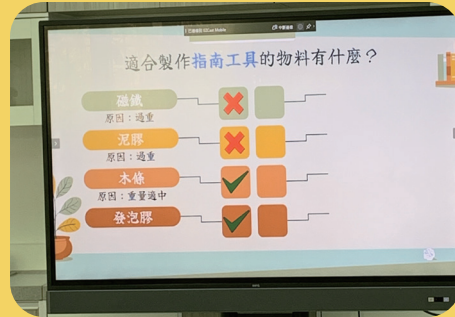 適合製作指南工具的物料有什麼？
磁鐵
原因：過重
泥膠
原因：過重
木條
原因：重量適中
發泡膠